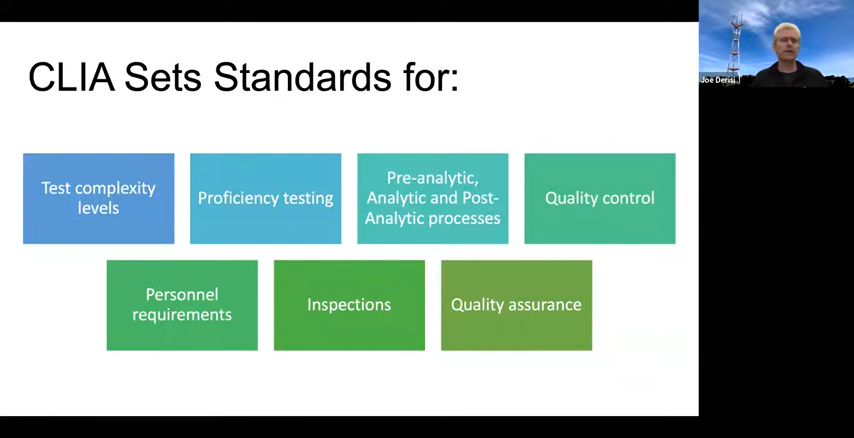 CLIA Sets Standards for:
Joe Derisi
Test complexity
levels
Proficiency testing
Pre-analytic,
Analytic and Post-
Analytic processes
Quality control
Personnel
requirements
Inspections
Quality assurance